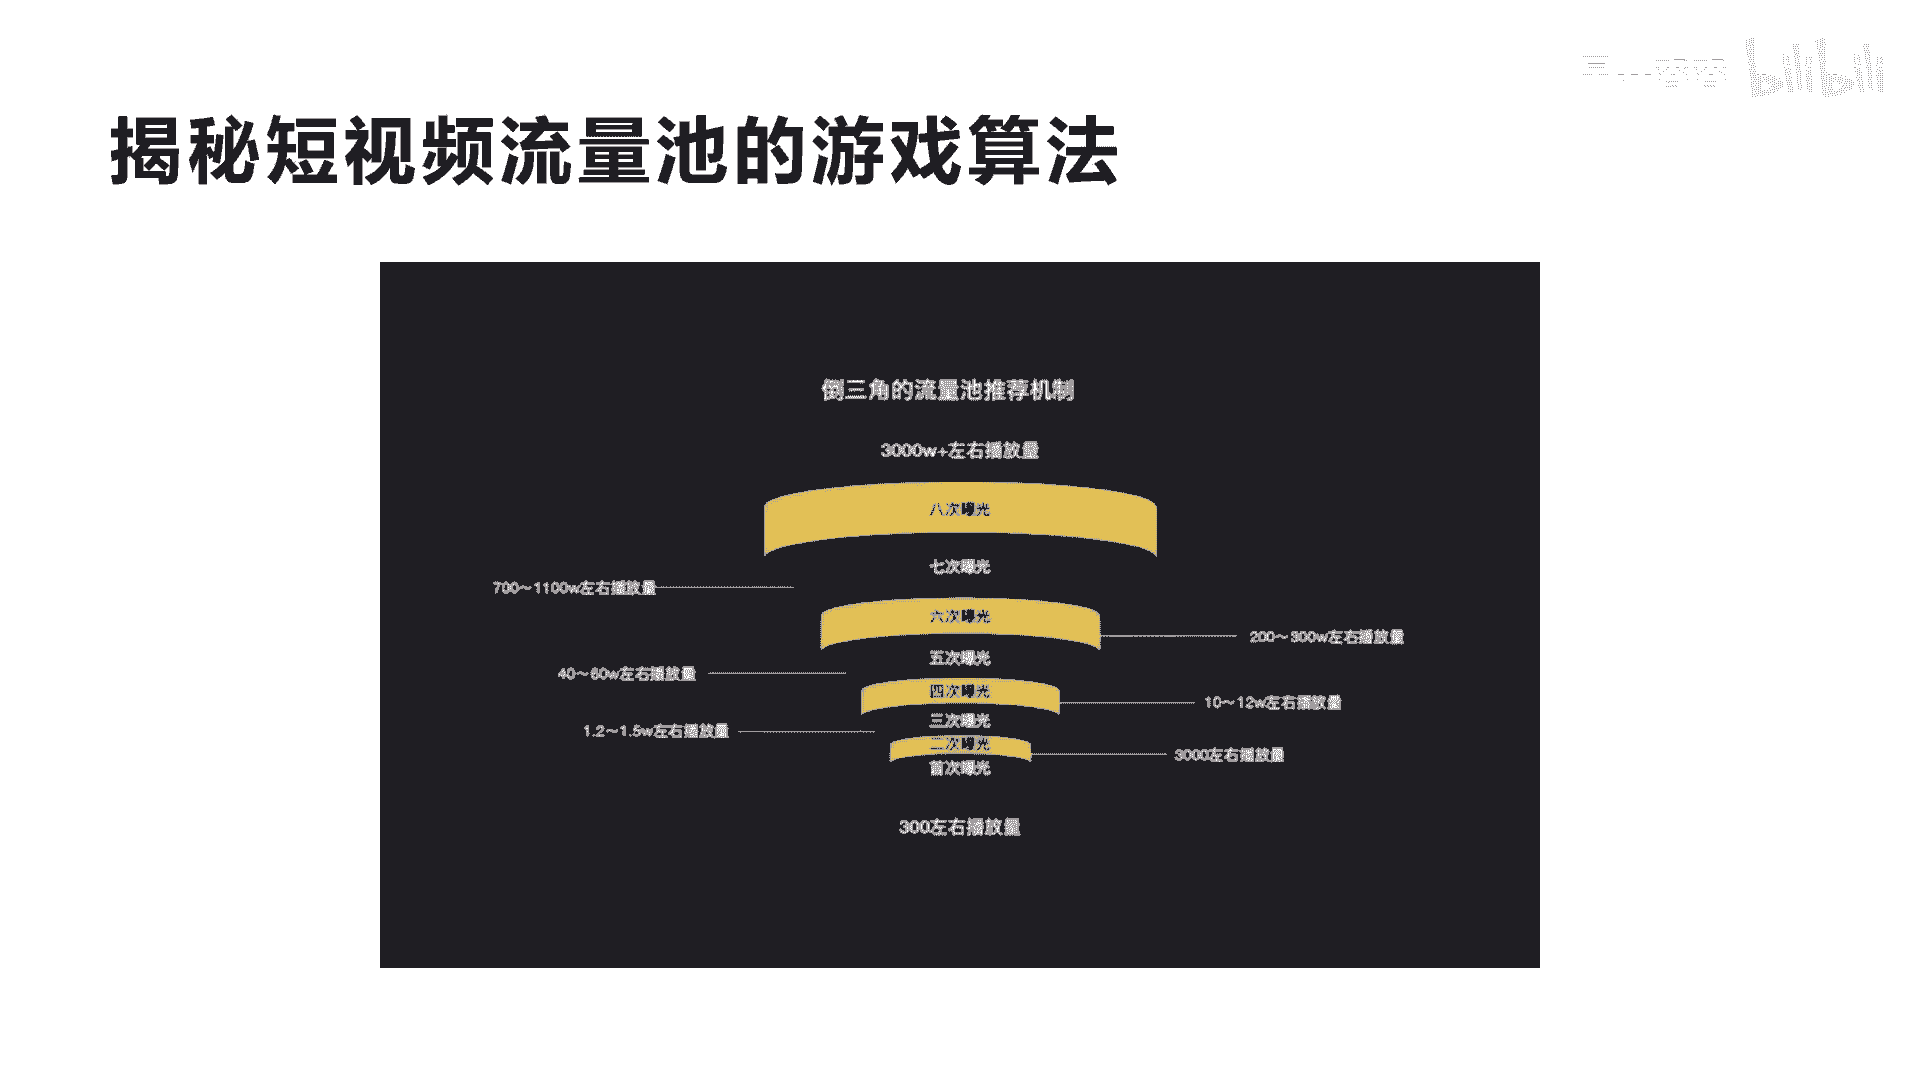 bilibili
揭秘短视频流量池的游戏算法
倒三角的流量池推荐机制
3000w+左右播放量
八次曝光
七次曝光
700~1100w左右播放量
六次曝光
200~300w左右播放量
五次曝光
40~60w左右播放量
四次曝光
10~12w左右播放量
三次曝光
1.2~1.5w左右播放量
二次曝光
3000左右播放量
首次曝光
300左右播放量